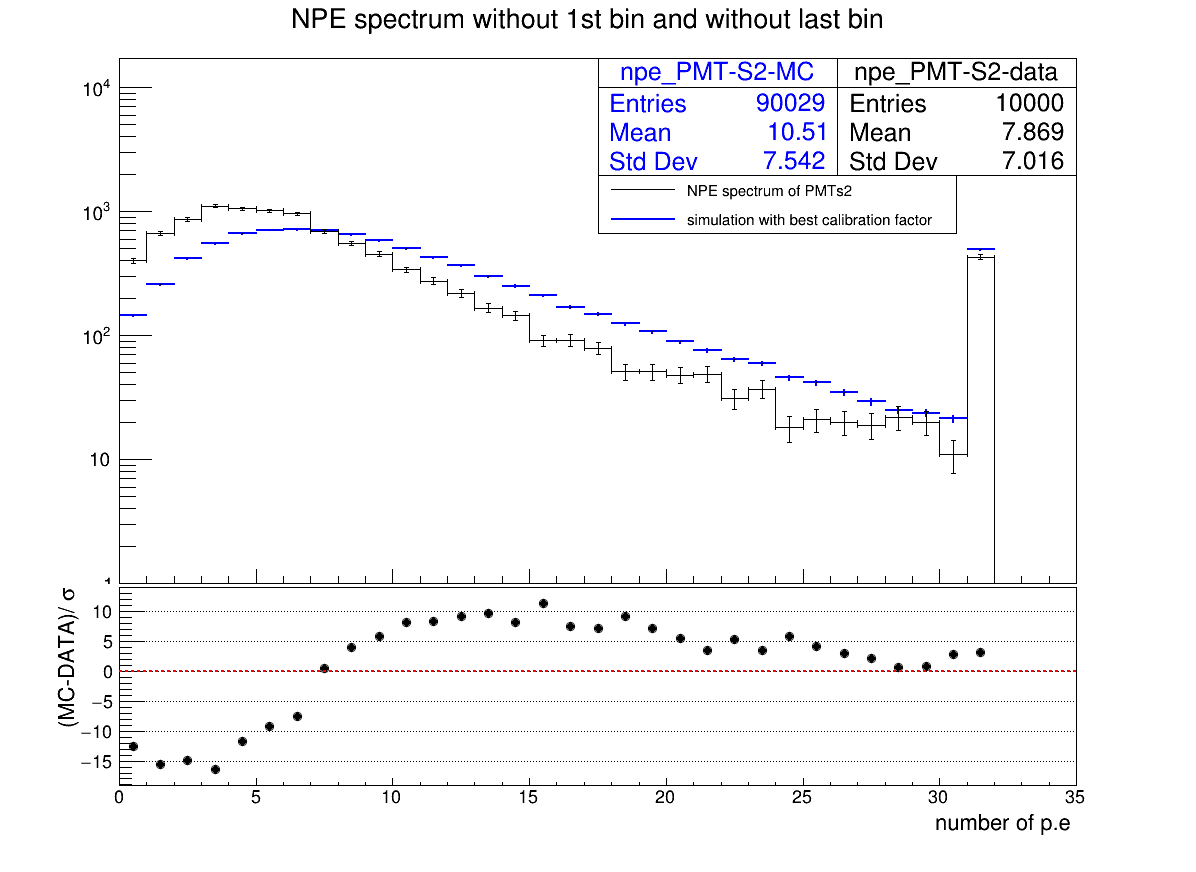 NPE spectrum without 1st bin and without last bin
npe_PMT-S2-MC npe_PMT-S2-data
Entries 90029 Entries 10000
Mean 10.51 Mean 7.869
Std Dev 7.542 Std Dev 7.016
NPE spectrum of PMTs2
simulation with best calibration factor
10^4
10^3
10^2
10
1
(MC-DATA)/ σ
10
5
0
−5
−10
−15
0 5 10 15 20 25 30 35
number of p.e